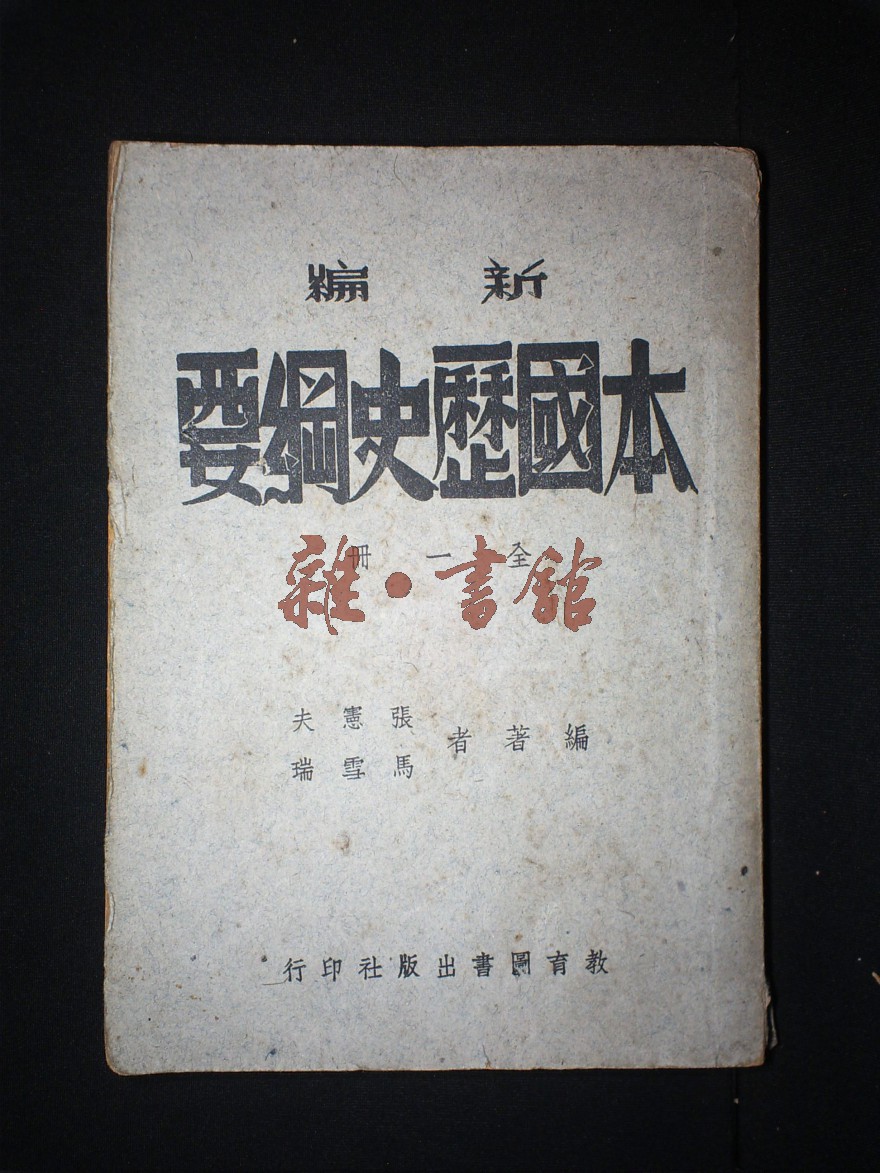 新編
本國歷史綱要
全一冊
雜·書館
編著者
張憲夫
馬雪瑞
教育圖書出版社印行